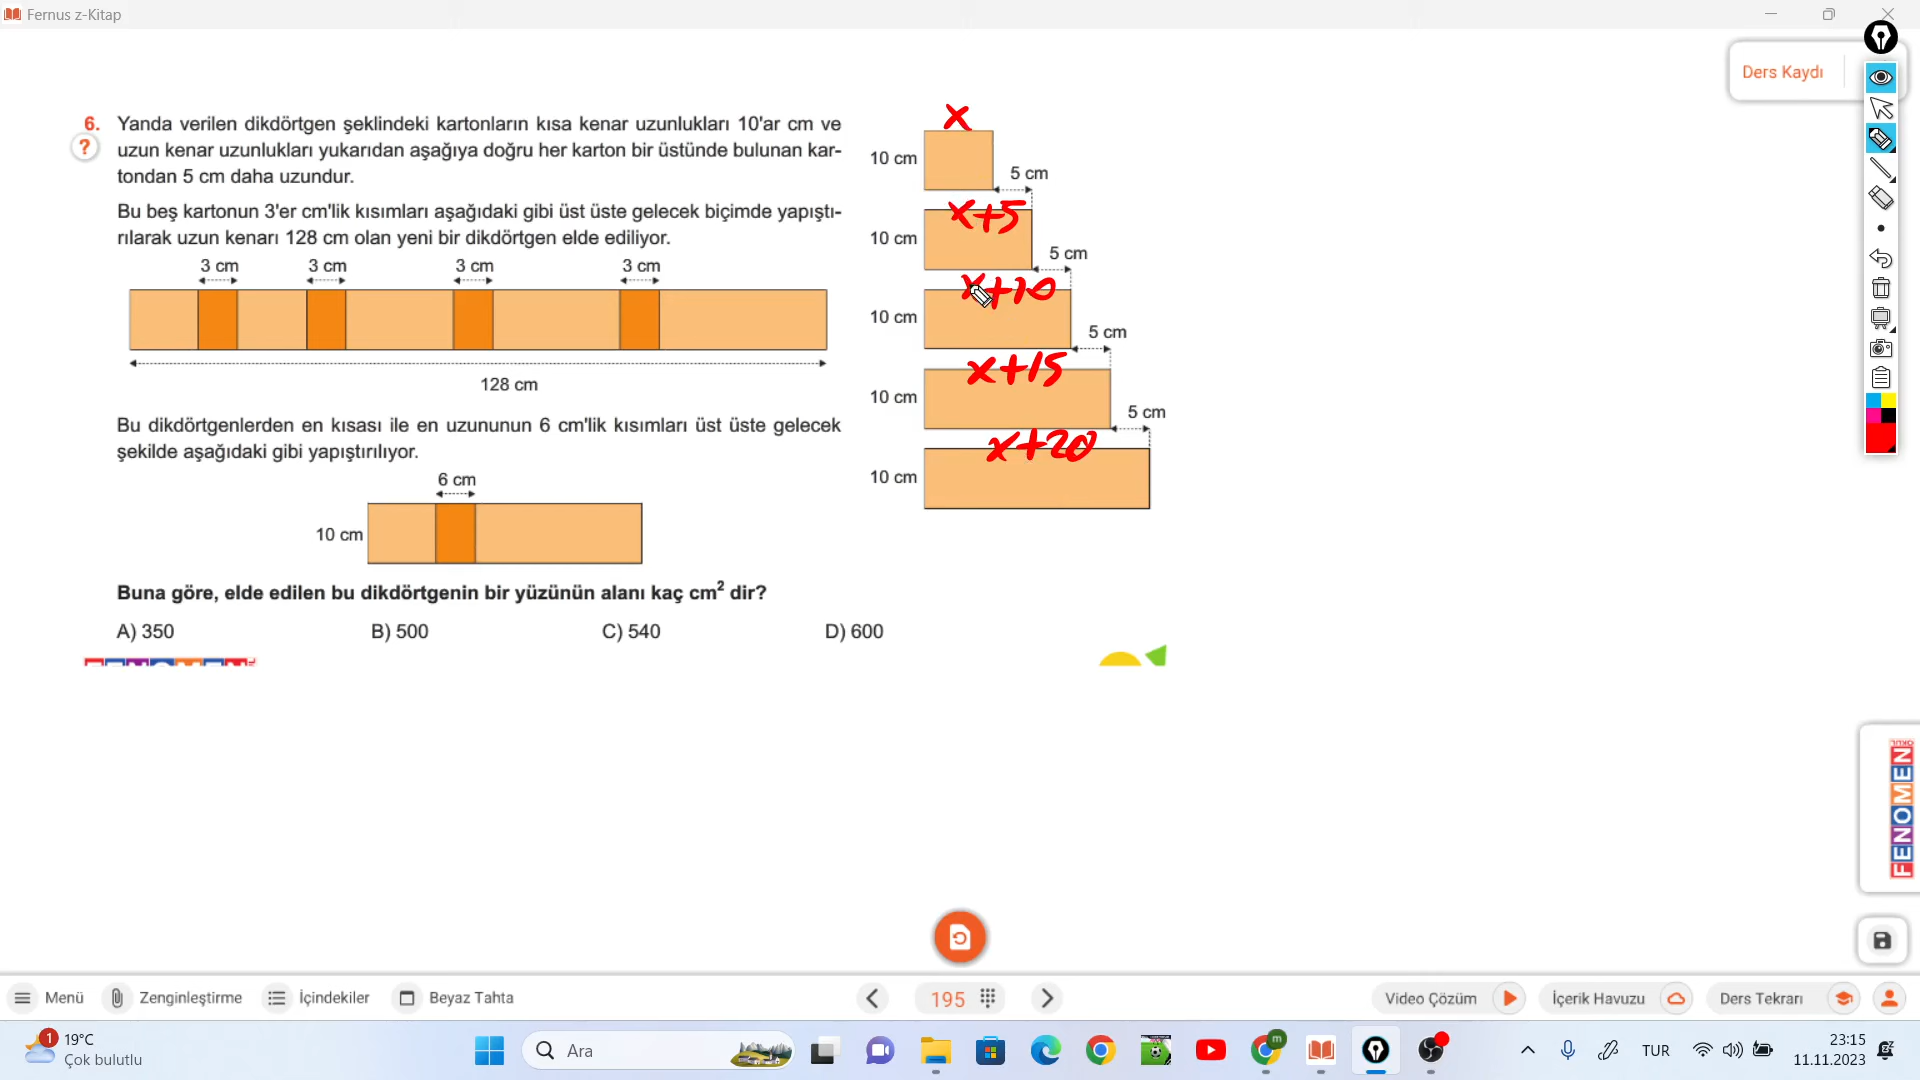 Fernus z-Kitap
Ders Kaydı
6. Yanda verilen dikdörtgen şeklindeki kartonların kısa kenar uzunlukları 10'ar cm ve
? uzun kenar uzunlukları yukarıdan aşağıya doğru her karton bir üstünde bulunan kar-
tondan 5 cm daha uzundur.
Bu beş kartonun 3'er cm'lik kısımları aşağıdaki gibi üst üste gelecek biçimde yapıştı-
rılarak uzun kenarı 128 cm olan yeni bir dikdörtgen elde ediliyor.
3 cm 3 cm 3 cm 3 cm
128 cm
Bu dikdörtgenlerden en kısası ile en uzununun 6 cm'lik kısımları üst üste gelecek
şekilde aşağıdaki gibi yapıştırılıyor.
6 cm
10 cm
Buna göre, elde edilen bu dikdörtgenin bir yüzünün alanı kaç cm² dir?
A) 350 B) 500 C) 540 D) 600
x
10 cm
5 cm
x+5
10 cm
5 cm
x+10
10 cm
5 cm
x+15
10 cm
5 cm
x+20
10 cm
FENOMEN
Menü Zenginleştirme İçindekiler Beyaz Tahta 195 Video Çözüm İçerik Havuzu Ders Tekrarı
1 19°C
Çok bulutlu
Ara
m
TUR
23:15
11.11.2023